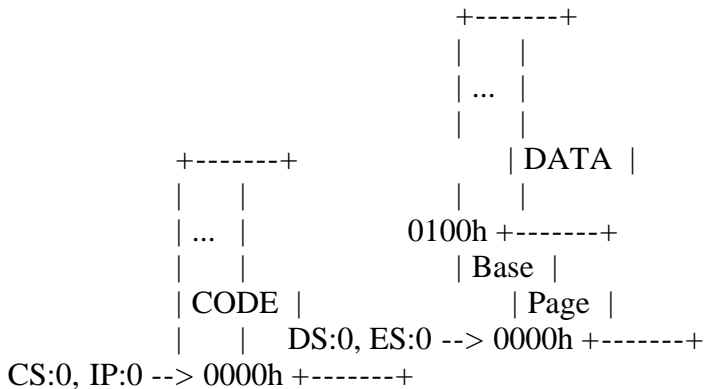 +-------+
| |
| ... |
| |
+-------+ | DATA |
| | | |
| ... | 0100h +-------+
| | | Base |
| CODE | | Page |
| | DS:0, ES:0 --> 0000h +-------+
CS:0, IP:0 --> 0000h +-------+